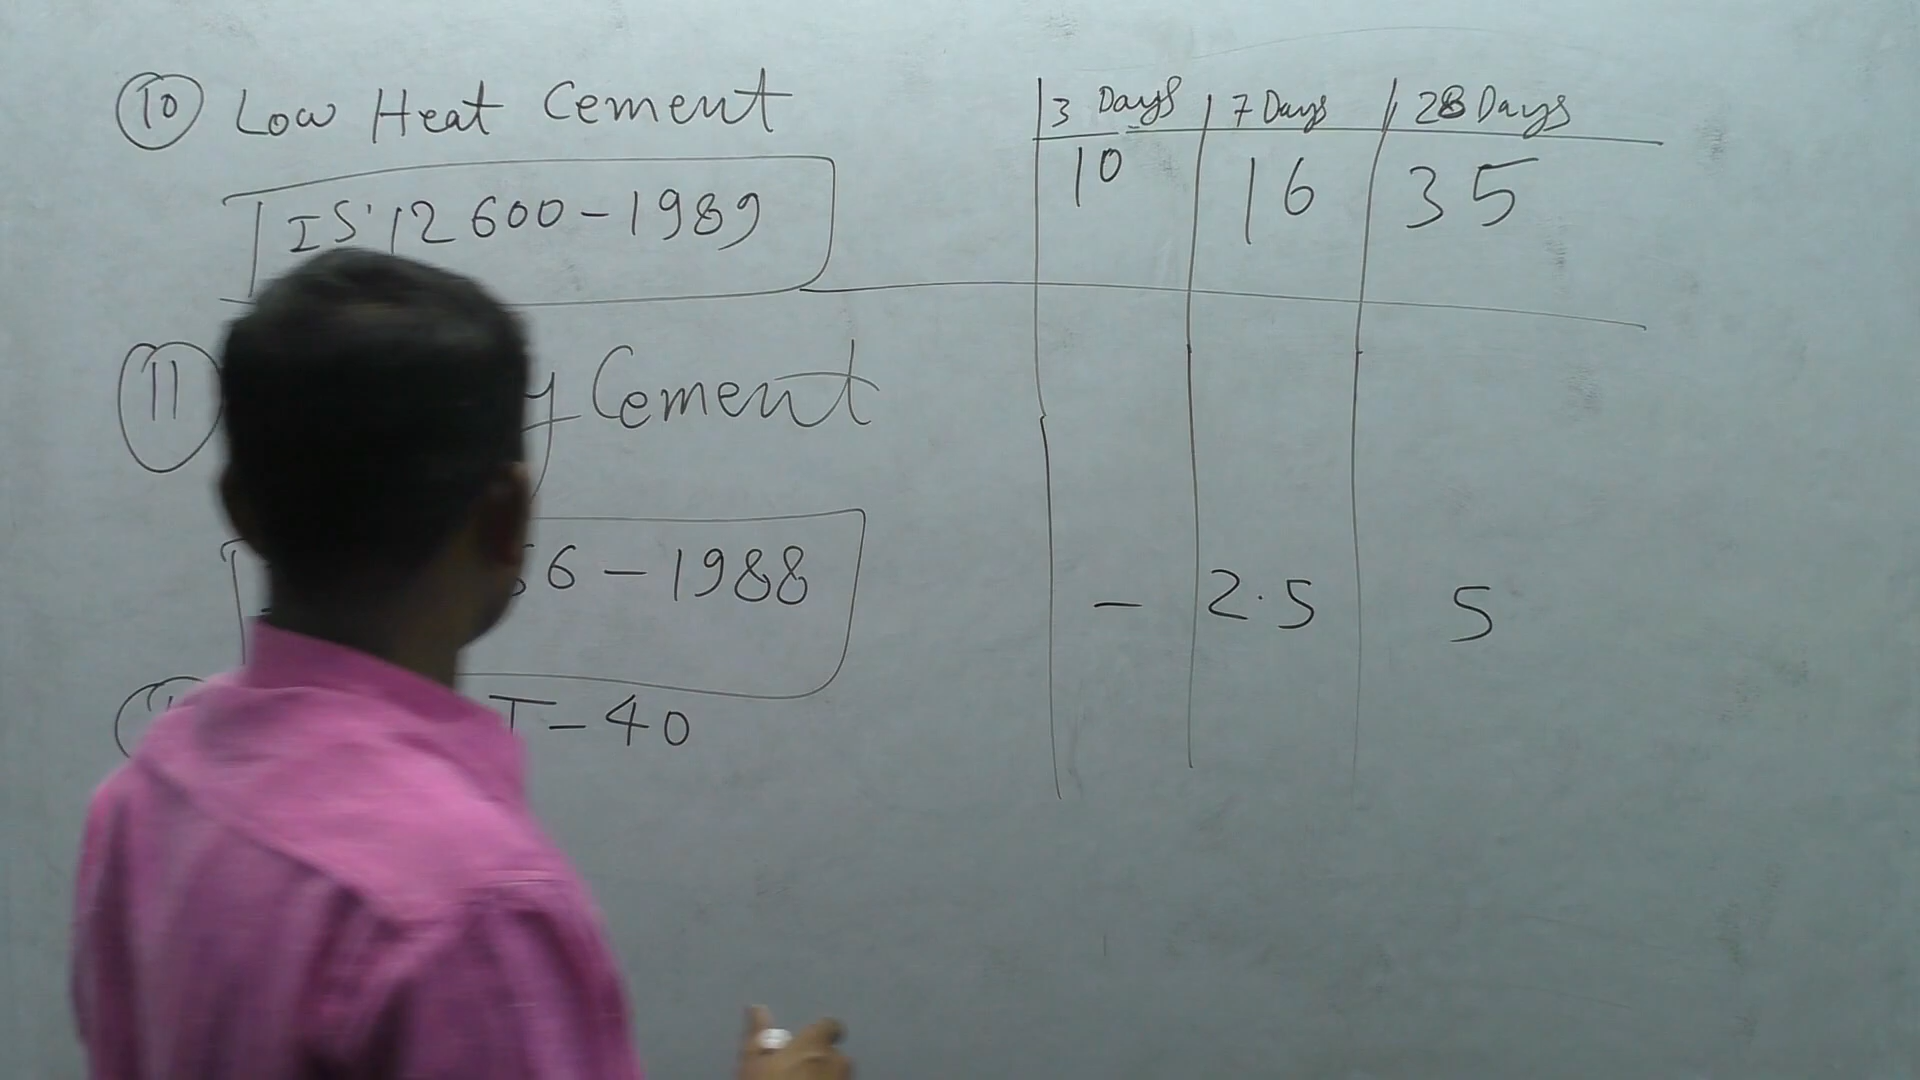 10 Low Heat Cement
3 Days 7 Days 28 Days
IS' 12600-1989
10 16 35
11 Cement
6-1988
- 2.5 5
T-40